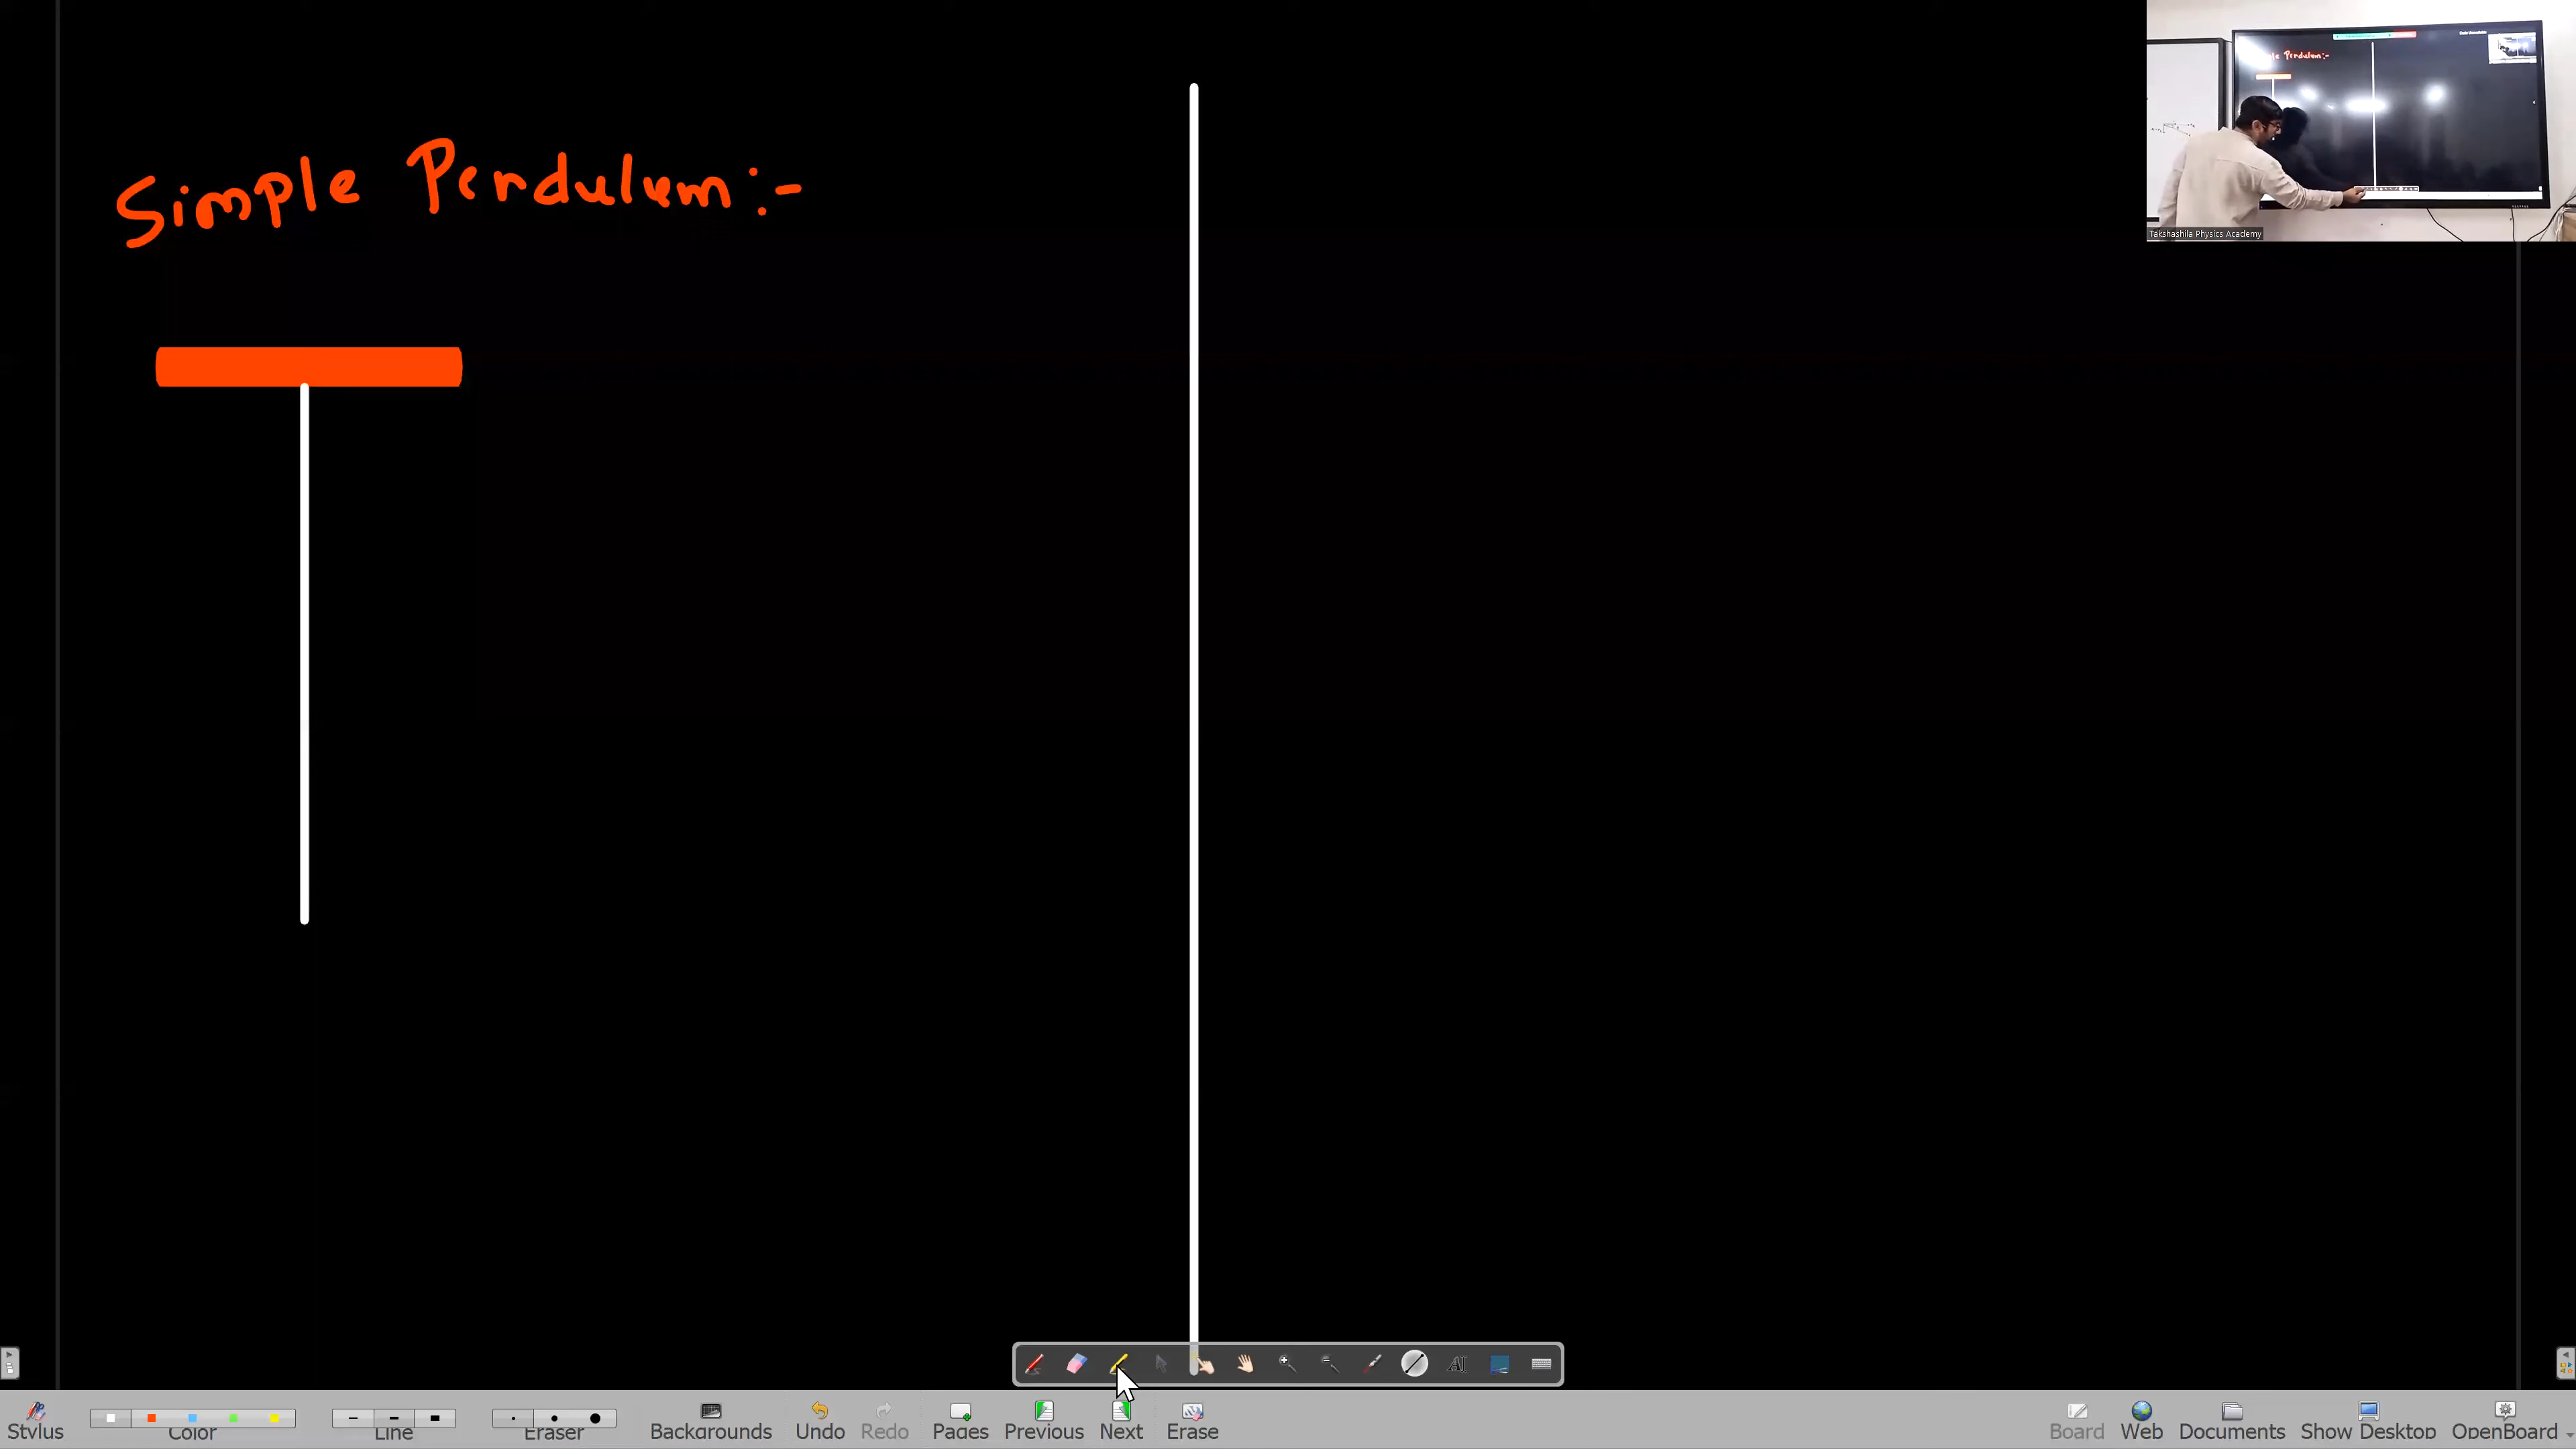 Simple Pendulum:-
Takshashila Physics Academy
Stylus
Color
Line
Eraser
Backgrounds
Undo
Redo
Pages
Previous
Next
Erase
Board
Web
Documents
Show Desktop
OpenBoard